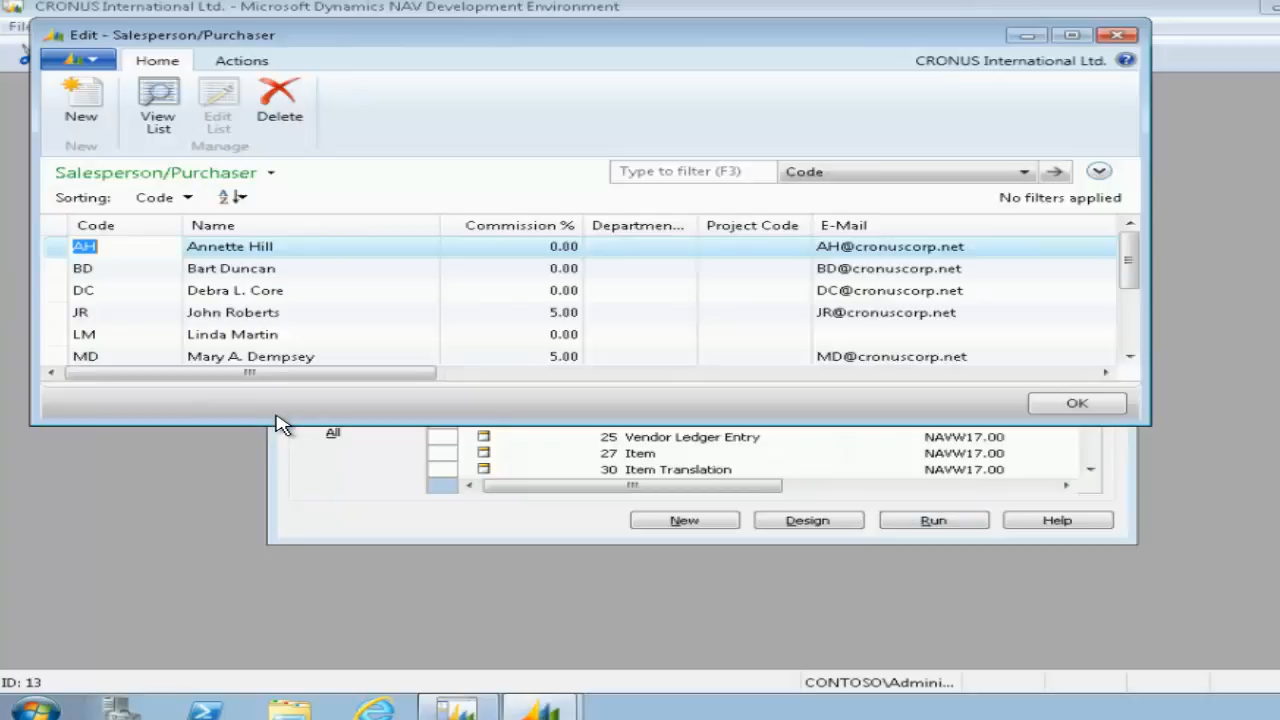 CRONUS International Ltd. - Microsoft Dynamics NAV Development Environment
Edit - Salesperson/Purchaser
Home Actions CRONUS International Ltd.
New View List Edit List Delete
New Manage
Salesperson/Purchaser Type to filter (F3) Code
Sorting: Code No filters applied
Code Name Commission % Departmen... Project Code E-Mail
AH Annette Hill 0.00 AH@cronuscorp.net
BD Bart Duncan 0.00 BD@cronuscorp.net
DC Debra L. Core 0.00 DC@cronuscorp.net
JR John Roberts 5.00 JR@cronuscorp.net
LM Linda Martin 0.00
MD Mary A. Dempsey 5.00 MD@cronuscorp.net
OK
All 25 Vendor Ledger Entry NAVW17.00
27 Item NAVW17.00
30 Item Translation NAVW17.00
New Design Run Help
ID: 13 CONTOSO\Admini...